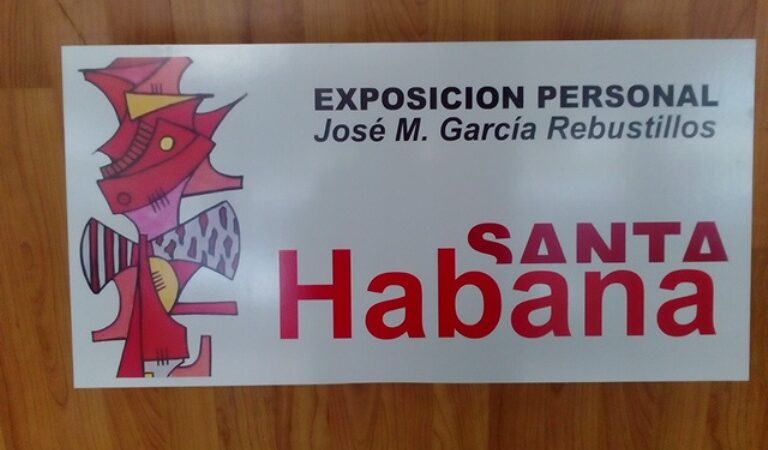 EXPOSICION PERSONAL
José M. García Rebustillos
SANTA
Habana